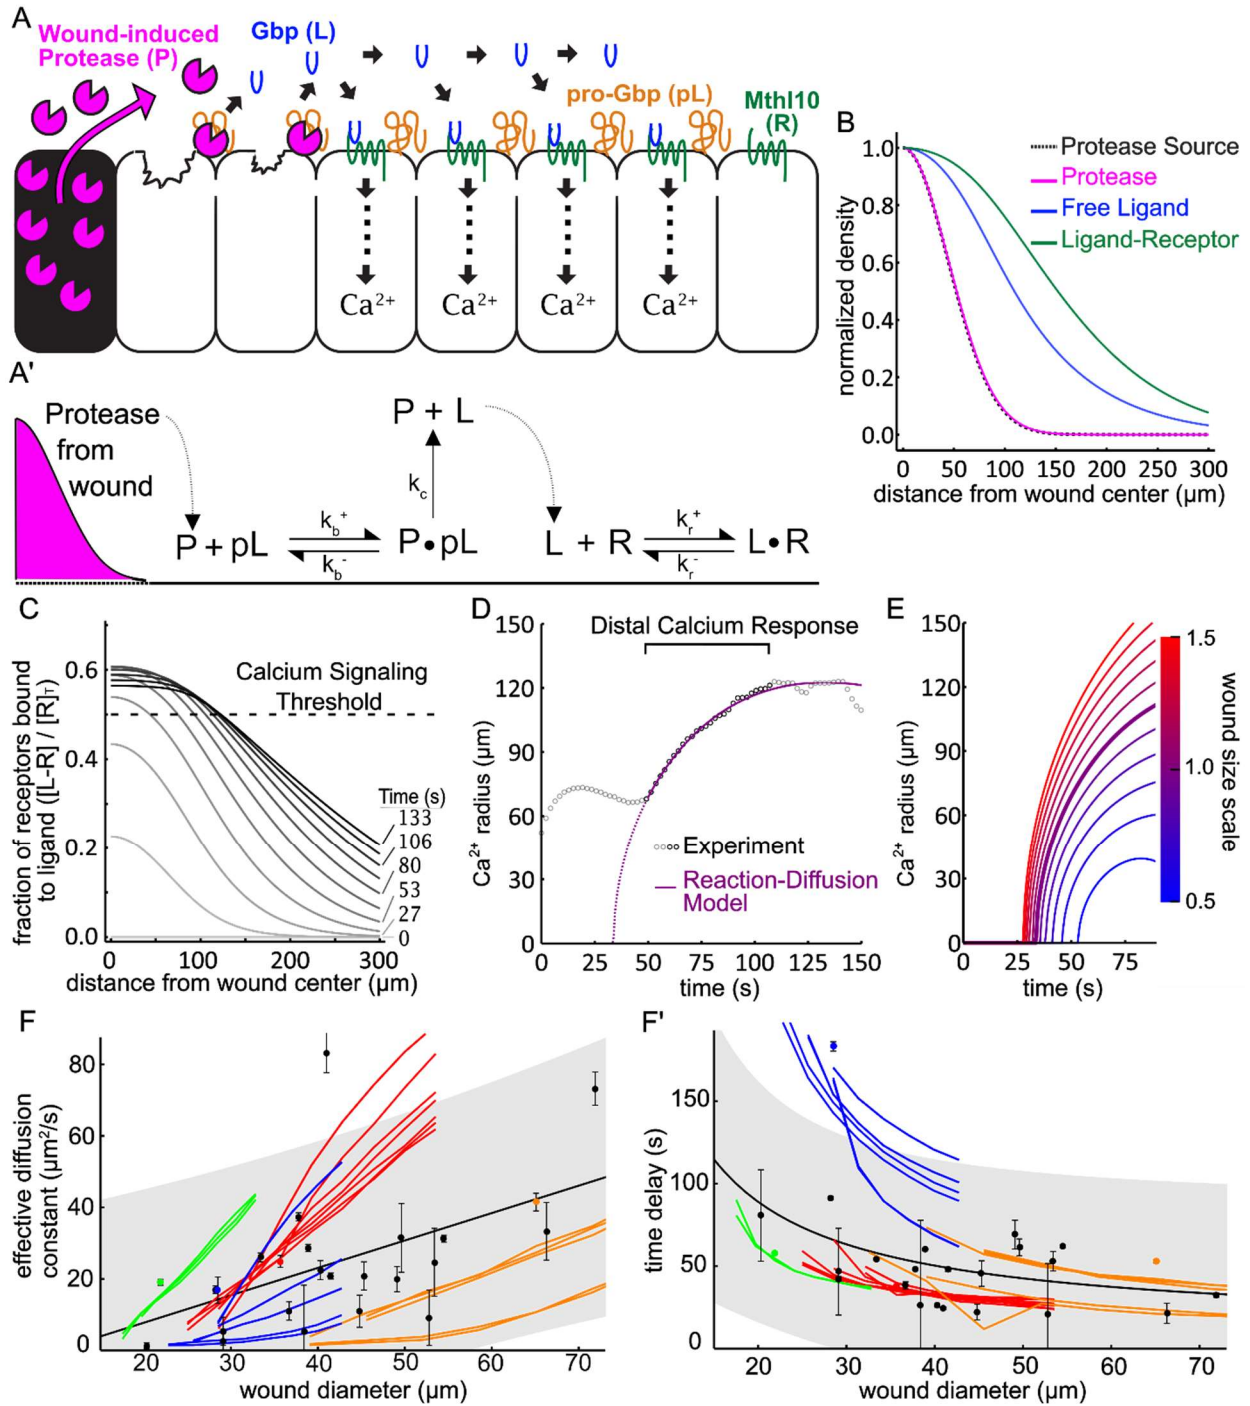 A
Wound-induced
Protease (P)
Gbp (L)
pro-Gbp (pL)
Mthl10
(R)
Ca²⁺
Ca²⁺
Ca²⁺
Ca²⁺
B
Protease Source
Protease
Free Ligand
Ligand-Receptor
normalized density
1.0
0.8
0.6
0.4
0.2
0.0
0 50 100 150 200 250 300
distance from wound center (µm)
A'
Protease
from
wound
P + pL
k_b⁺
k_b⁻
P•pL
k_c
P + L
L + R
k_r⁺
k_r⁻
L•R
C
fraction of receptors bound
to ligand ([L-R] / [R]_T)
0.6
0.4
0.2
0.0
Calcium Signaling
Threshold
Time (s)
133
106
80
53
27
0
0 100 200 300
distance from wound center (µm)
D
Distal Calcium Response
Ca²⁺ radius (µm)
150
120
90
60
30
0
Experiment
Reaction-Diffusion
Model
0 25 50 75 100 125 150
time (s)
E
Ca²⁺ radius (µm)
150
120
90
60
30
0
0 25 50 75
time (s)
1.5
1.0
0.5
wound size scale
F
effective diffusion
constant (µm²/s)
80
60
40
20
0
20 30 40 50 60 70
wound diameter (µm)
F'
time delay (s)
150
100
50
0
20 30 40 50 60 70
wound diameter (µm)